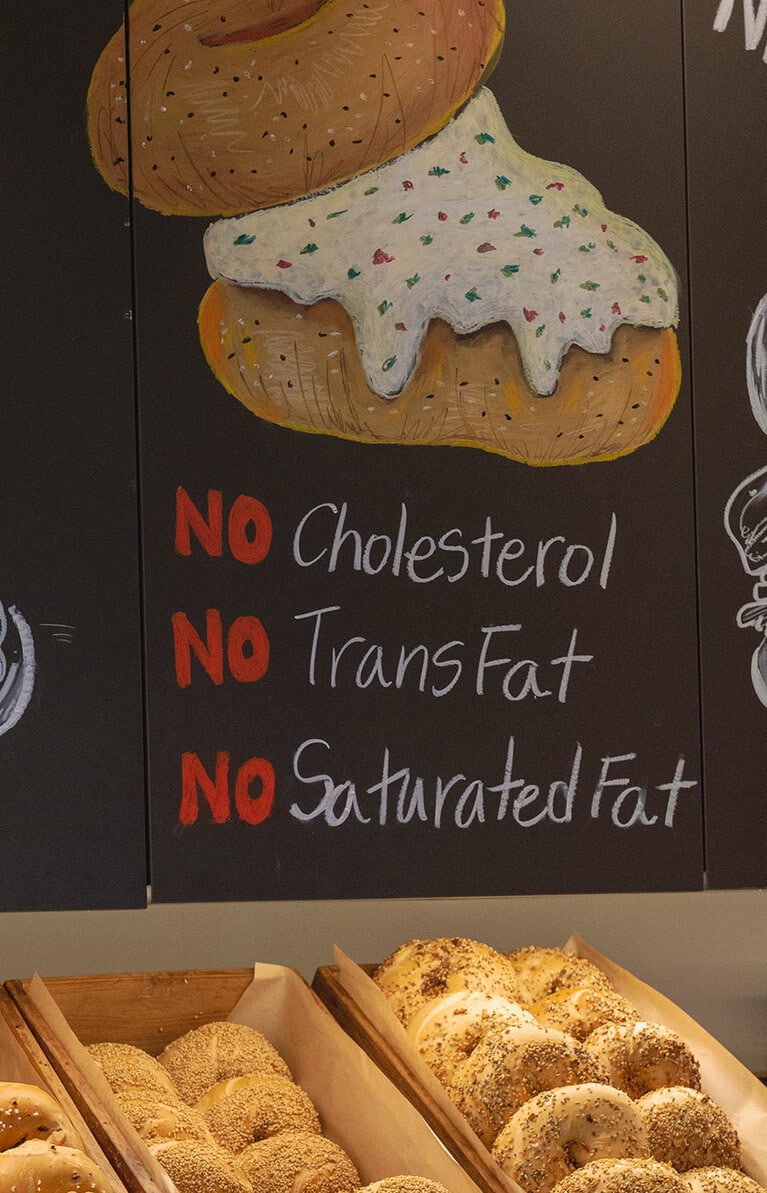 NO Cholesterol
NO Trans Fat
NO Saturated Fat